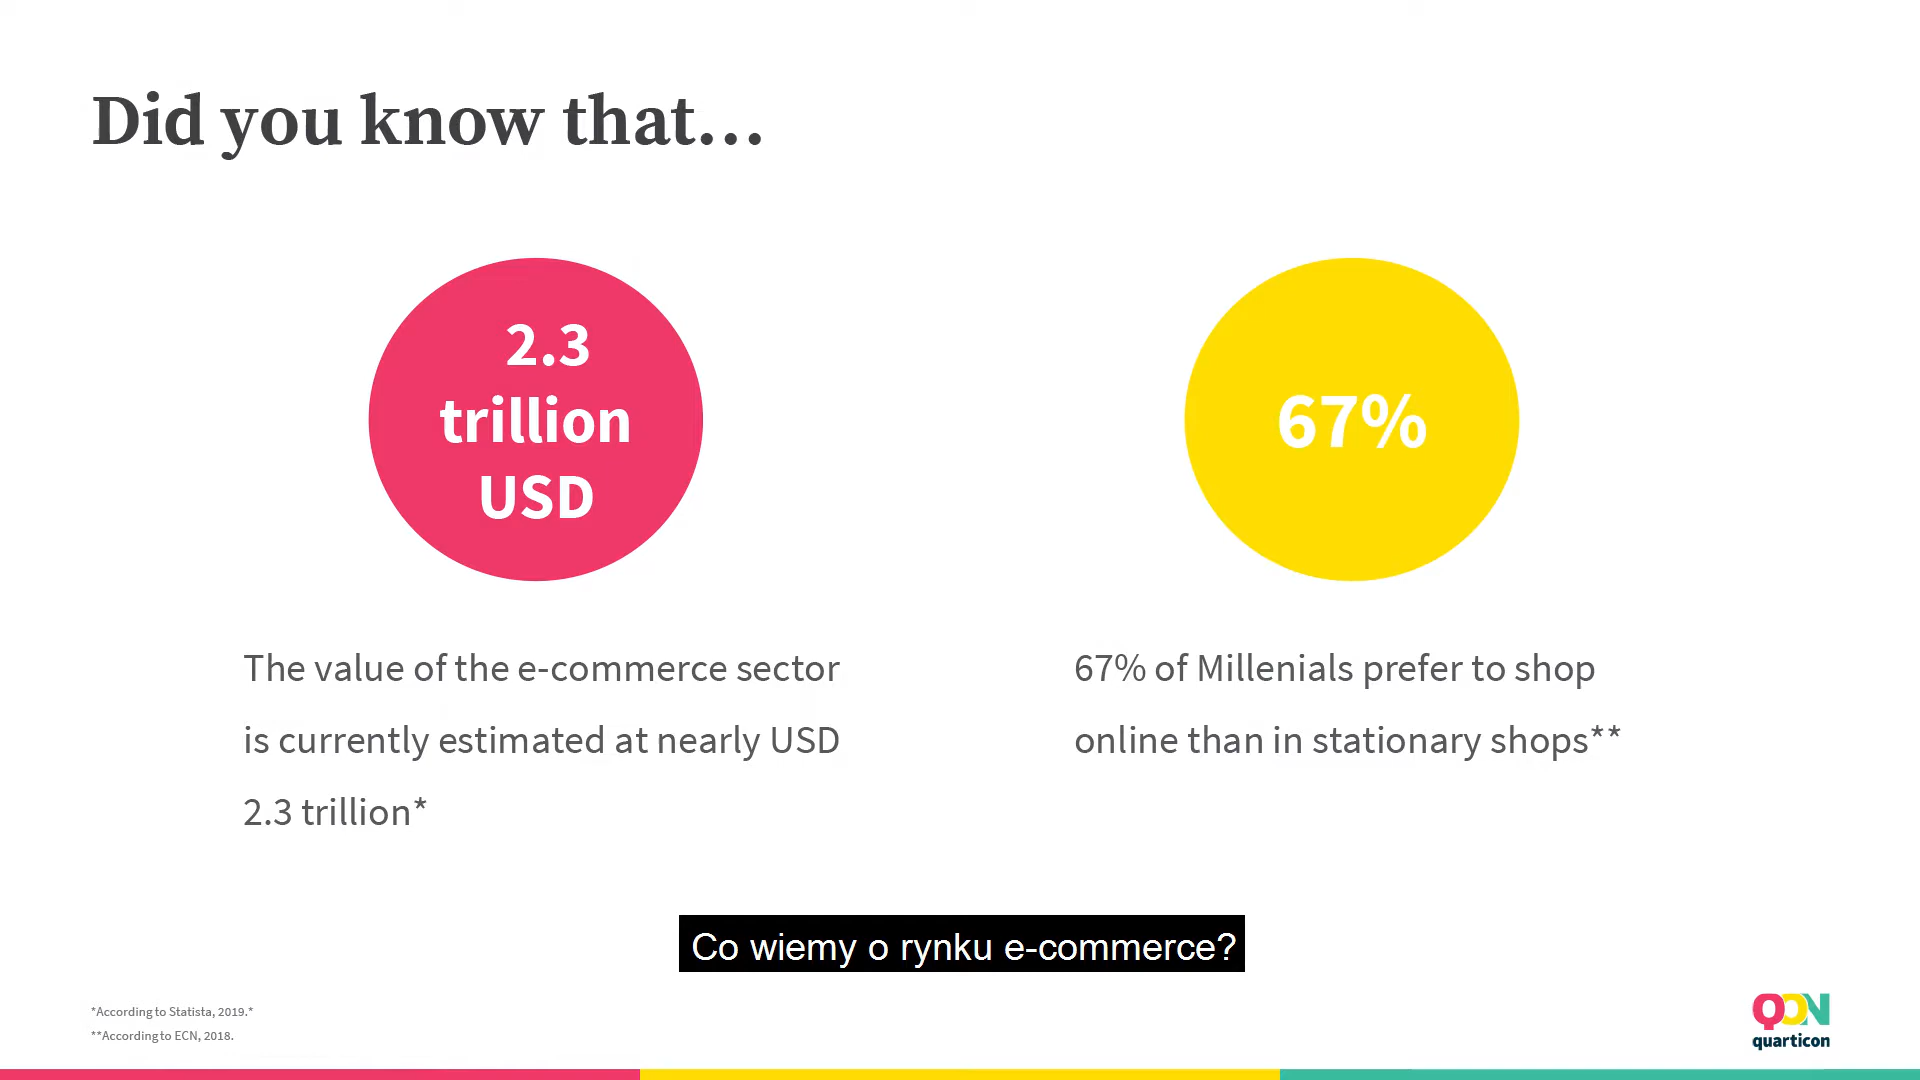 Did you know that...
2.3
trillion
USD
67%
The value of the e-commerce sector
is currently estimated at nearly USD
2.3 trillion*
67% of Millenials prefer to shop
online than in stationary shops**
Co wiemy o rynku e-commerce?
*According to Statista, 2019.*
**According to ECN, 2018.
QON
quarticon